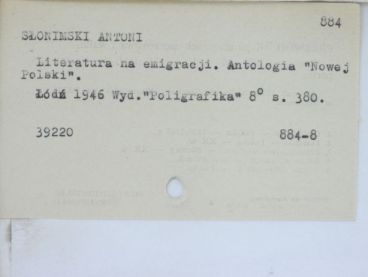 884
SŁONIMSKI ANTONI
Literatura na emigracji. Antologia "Nowej
Polski".
Łódź 1946 Wyd."Poligrafika" 8° s. 380.
39220 884-8